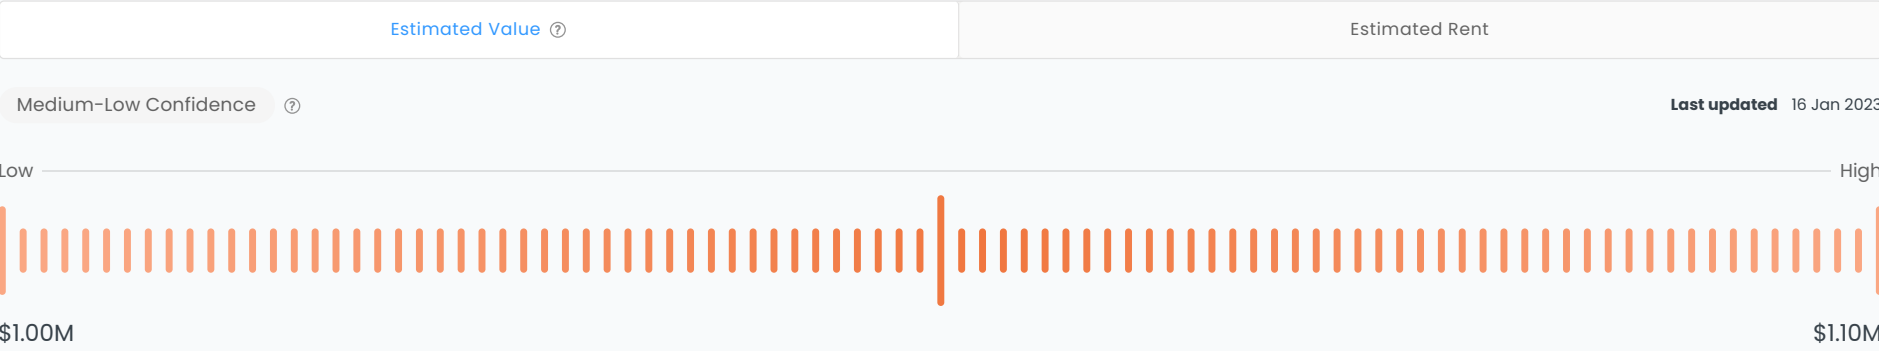 Estimated Value ?
Estimated Rent
Medium-Low Confidence ?
Last updated 16 Jan 2023
Low
High
$1.00M
$1.10M